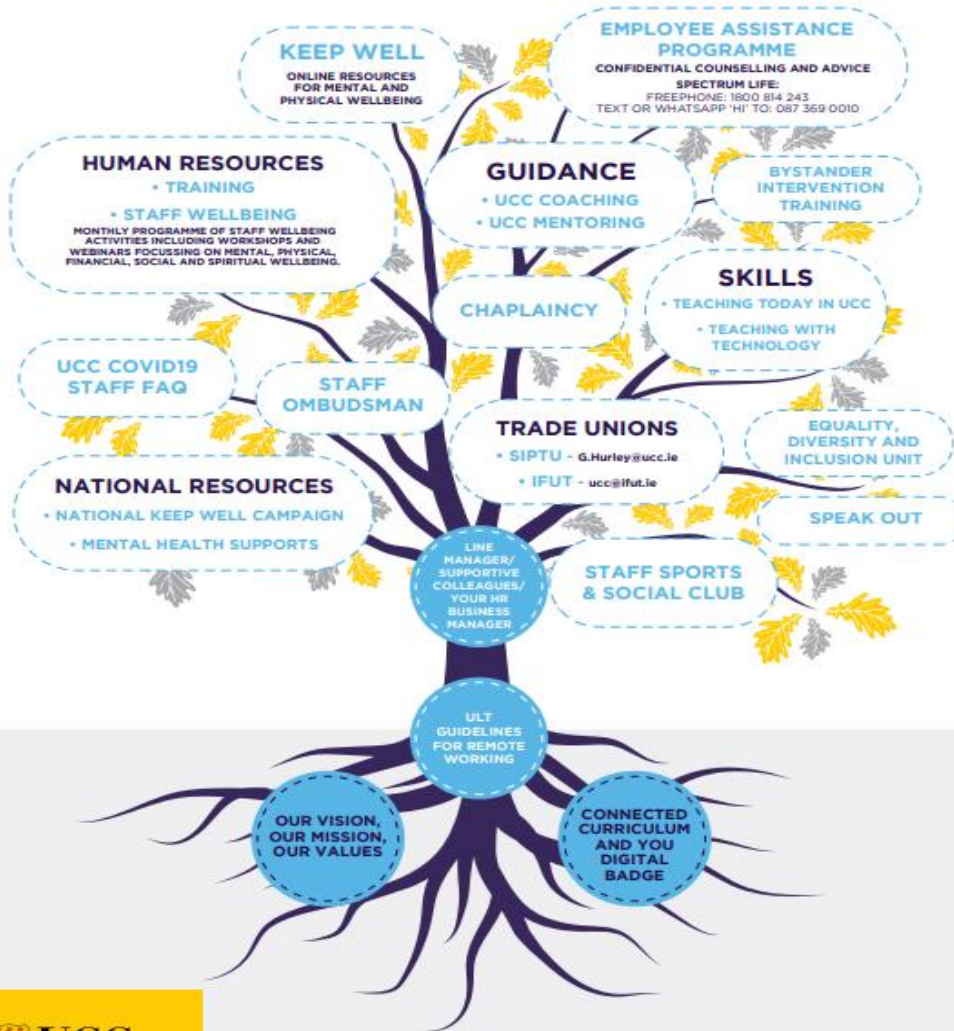 KEEP WELL
ONLINE RESOURCES
FOR MENTAL AND
PHYSICAL WELLBEING
EMPLOYEE ASSISTANCE
PROGRAMME
CONFIDENTIAL COUNSELLING AND ADVICE
SPECTRUM LIFE:
FREEPHONE: 1800 814 243
TEXT OR WHATSAPP 'HI' TO: 087 369 0010
HUMAN RESOURCES
• TRAINING
• STAFF WELLBEING
MONTHLY PROGRAMME OF STAFF WELLBEING
ACTIVITIES INCLUDING WORKSHOPS AND
WEBINARS FOCUSSING ON MENTAL, PHYSICAL,
FINANCIAL, SOCIAL AND SPIRITUAL WELLBEING.
GUIDANCE
• UCC COACHING
• UCC MENTORING
BYSTANDER
INTERVENTION
TRAINING
CHAPLAINCY
SKILLS
• TEACHING TODAY IN UCC
• TEACHING WITH
TECHNOLOGY
UCC COVID19
STAFF FAQ
STAFF
OMBUDSMAN
TRADE UNIONS
• SIPTU - G.Hurley@ucc.ie
• IFUT - ucc@ifut.ie
EQUALITY,
DIVERSITY AND
INCLUSION UNIT
NATIONAL RESOURCES
• NATIONAL KEEP WELL CAMPAIGN
• MENTAL HEALTH SUPPORTS
SPEAK OUT
LINE
MANAGER/
SUPPORTIVE
COLLEAGUES/
YOUR HR
BUSINESS
MANAGER
STAFF SPORTS
& SOCIAL CLUB
ULT
GUIDELINES
FOR REMOTE
WORKING
OUR VISION,
OUR MISSION,
OUR VALUES
CONNECTED
CURRICULUM
AND YOU
DIGITAL
BADGE
UCC